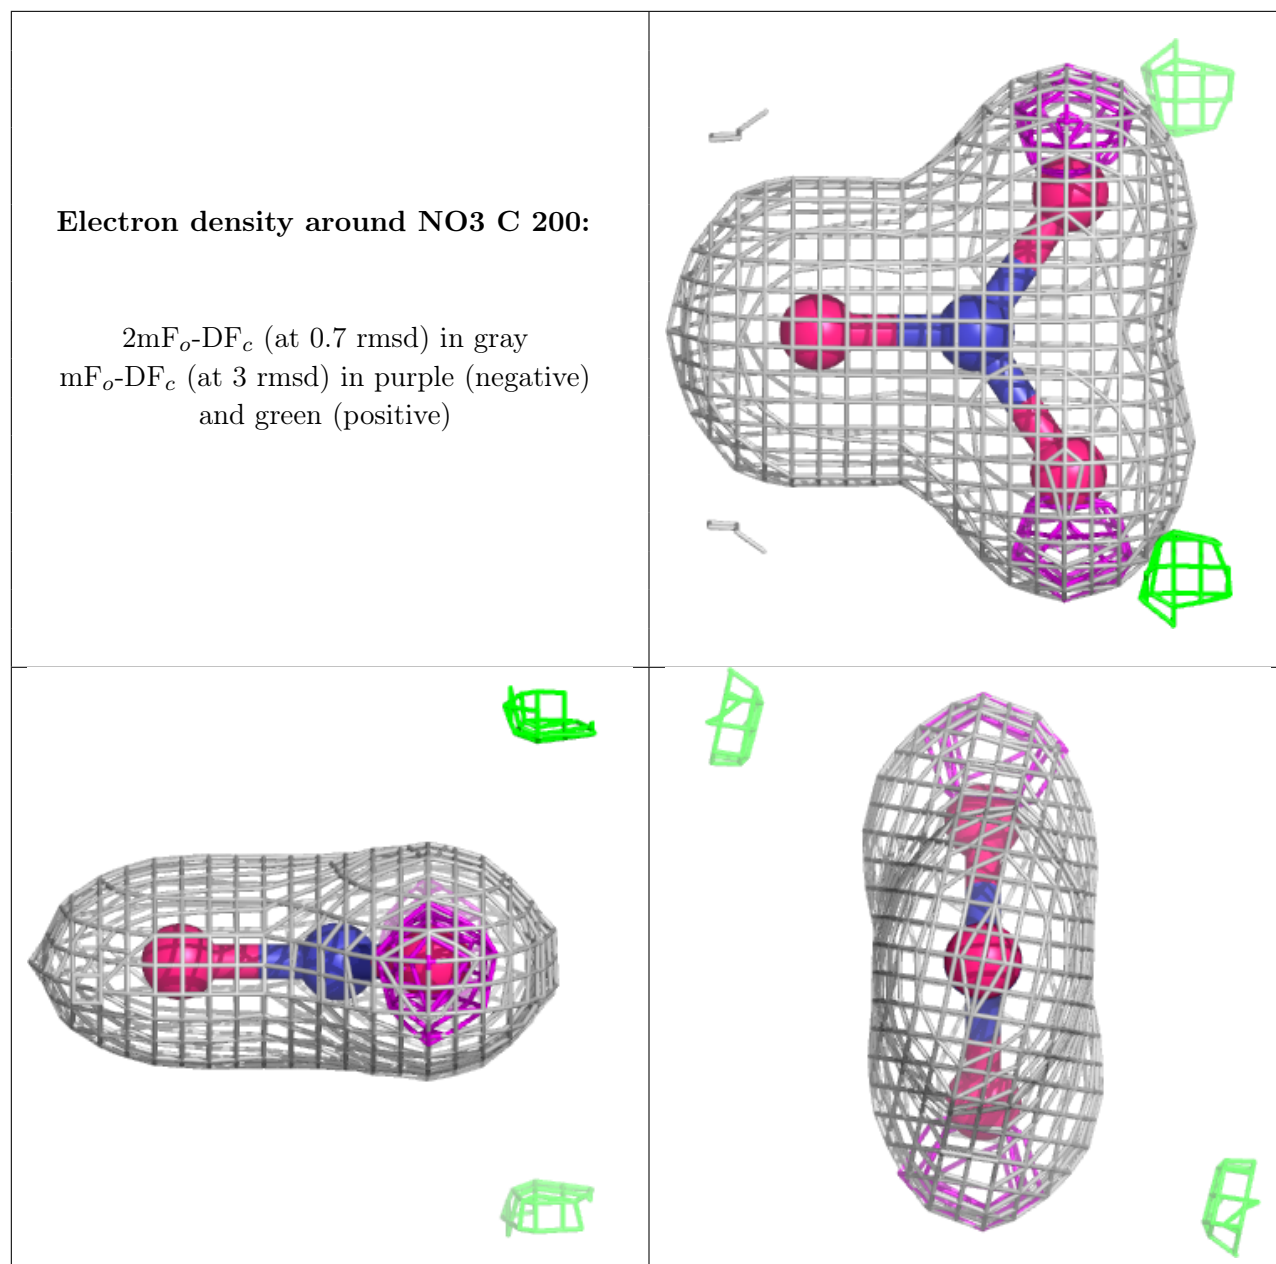 Electron density around NO3 C 200:
2mFₒ-DF𝒸 (at 0.7 rmsd) in gray
mFₒ-DF𝒸 (at 3 rmsd) in purple (negative)
and green (positive)